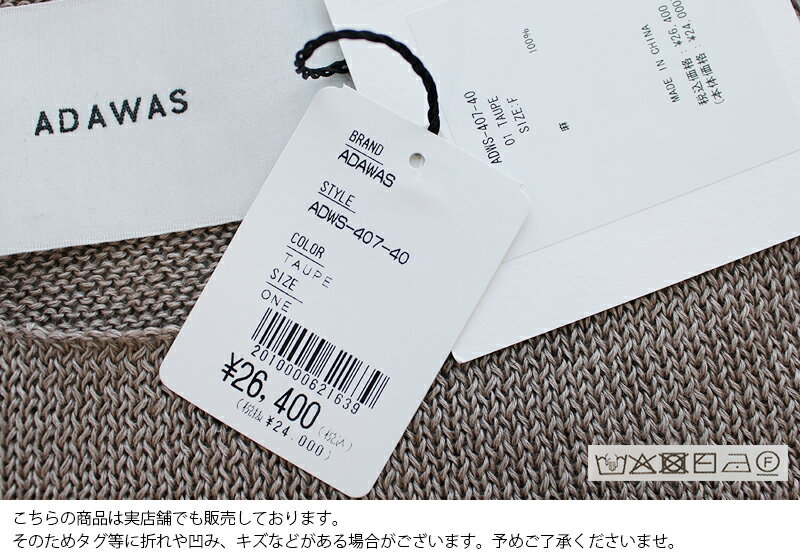 ADAWAS
BRAND
ADAWAS
STYLE
ADWS-407-40
COLOR
TAUPE
SIZE
ONE
2010000621639
¥26,400
(税込)
(税抜 ¥24.000)
ADWS-407-40
01 TAUPE
SIZE:F
100%
麻
MADE IN CHINA
税込価格:¥26,400
(本体価格:¥24,000
F
こちらの商品は実店舗でも販売しております。
そのためタグ等に折れや凹み、キズなどがある場合がございます。予めご了承くださいませ。